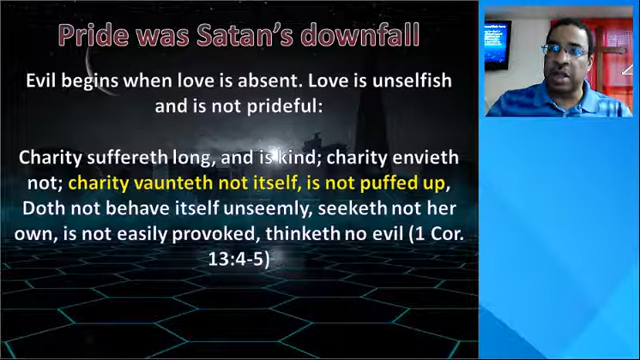 Pride was Satan's downfall
Evil begins when love is absent. Love is unselfish
and is not prideful:
Charity suffereth long, and is kind; charity envieth
not; charity vaunteth not itself, is not puffed up,
Doth not behave itself unseemly, seeketh not her
own, is not easily provoked, thinketh no evil (1 Cor.
13:4-5)